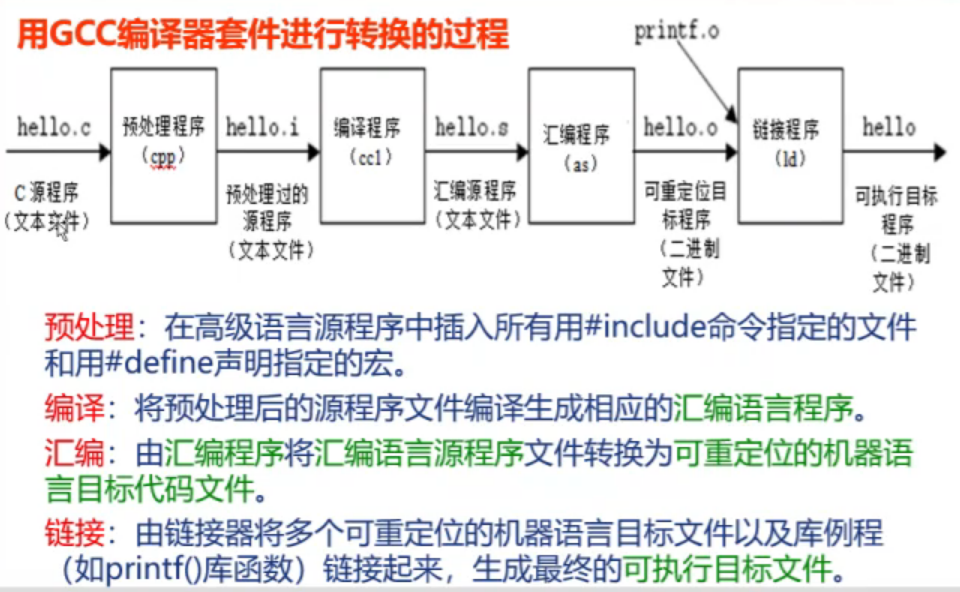 用GCC编译器套件进行转换的过程
printf.o
hello.c
预处理程序
(cpp)
hello.i
编译程序
(cc1)
hello.s
汇编程序
(as)
hello.o
链接程序
(ld)
hello
C 源程序
(文本文件)
预处理过的
源程序
(文本文件)
汇编源程序
(文本文件)
可重定位目
标程序
(二进制
文件)
可执行目标
程序
(二进制
文件)
预处理：在高级语言源程序中插入所有用#include命令指定的文件
和用#define声明指定的宏。
编译：将预处理后的源程序文件编译生成相应的汇编语言程序。
汇编：由汇编程序将汇编语言源程序文件转换为可重定位的机器语
言目标代码文件。
链接：由链接器将多个可重定位的机器语言目标文件以及库例程
（如printf()库函数）链接起来，生成最终的可执行目标文件。